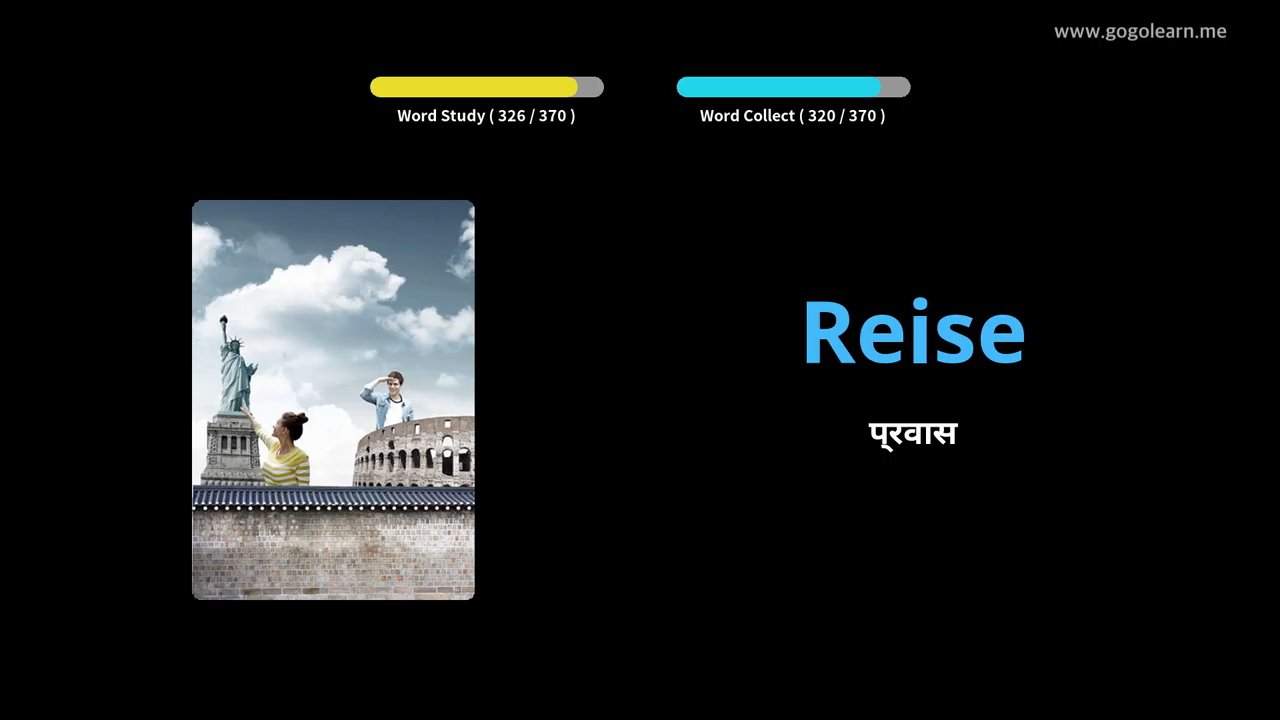 www.gogolearn.me
Word Study ( 326 / 370 )
Word Collect ( 320 / 370 )
Reise
प्रवास